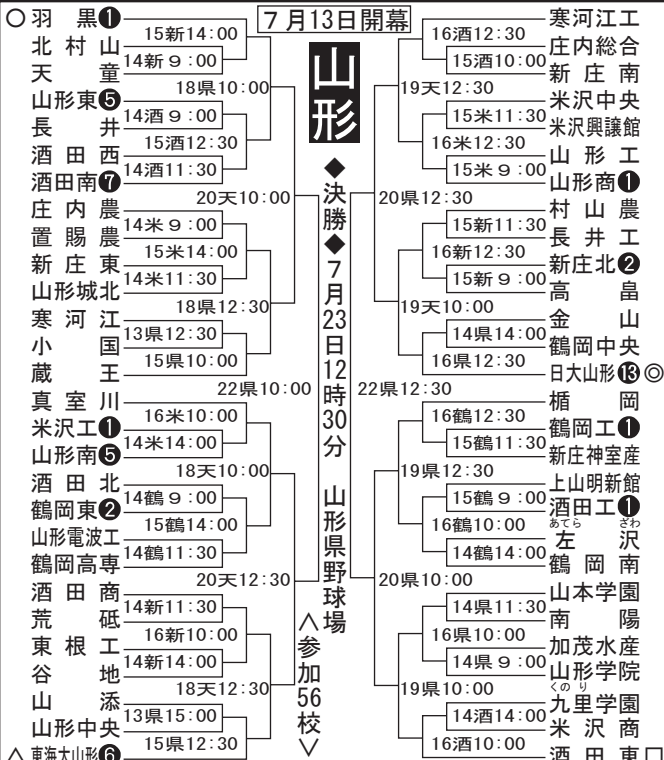 7月13日開幕
山形
◆決勝◆7月23日12時30分 山形県野球場
<参加56校>
○羽黒❶
北村山
天童
山形東❺
長井
酒田西
酒田南❼
庄内農
置賜農
新庄東
山形城北
寒河江
小国
蔵王
真室川
米沢工❶
山形南❺
酒田北
鶴岡東❷
山形電波工
鶴岡高専
酒田商
荒砥
東根工
谷地
山添
山形中央
△東海大山形❻
15新14:00
14新9:00
18県10:00
14酒9:00
15酒12:30
14酒11:30
20天10:00
14米9:00
15米14:00
14米11:30
18県12:30
13県12:30
15県10:00
22県10:00
16米10:00
14米14:00
18天10:00
14鶴9:00
15鶴14:00
14鶴11:30
20天12:30
14新11:30
16新10:00
14新14:00
18天12:30
13県15:00
15県12:30
寒河江工
庄内総合
新庄南
米沢中央
米沢興譲館
山形工
山形商❶
村山農
長井工
新庄北❷
高畠
金山
鶴岡中央
日大山形⓭◎
楯岡
鶴岡工❶
新庄神室産
上山明新館
酒田工❶
あてらざわ
左沢
鶴岡南
山本学園
南陽
加茂水産
山形学院
くのり
九里学園
米沢商
酒田東□
16酒12:30
15酒10:00
19天12:30
15米11:30
16米12:30
15米9:00
20県12:30
15新11:30
16新12:30
15新9:00
19天10:00
14県14:00
16県12:30
22県12:30
16鶴12:30
15鶴11:30
19県12:30
15鶴9:00
16鶴10:00
14鶴14:00
20県10:00
14県11:30
16県10:00
14県9:00
19県10:00
14酒14:00
16酒10:00